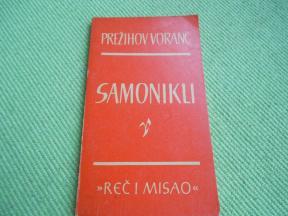 PREŽIHOV VORANC
SAMONIKLI
»REČ I MISAO«